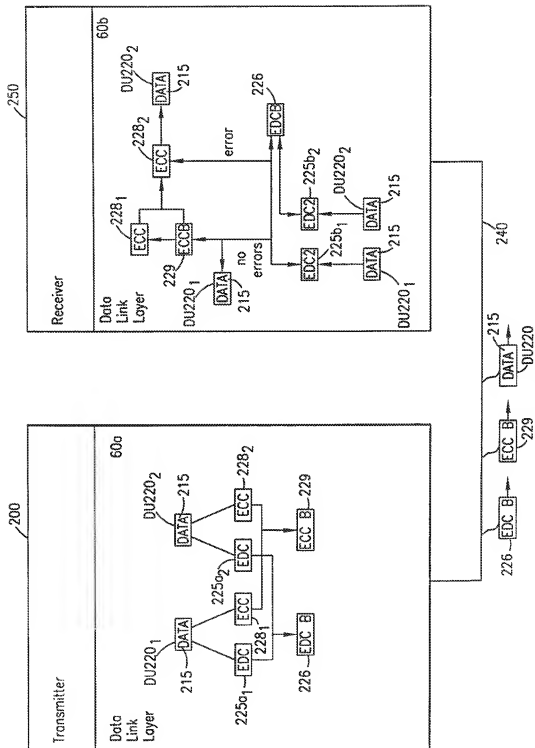 200
Transmitter
Data
Link
Layer
60a
DU220₁
DATA
215
DU220₂
DATA
215
EDC
225a₁
ECC
228₁
EDC
225a₂
ECC
228₂
EDC B
226
ECC B
229
250
Receiver
Data
Link
Layer
60b
228₁
ECC
ECCB
229
ECC
228₂
DU220₂
DATA
215
DU220₁
DATA
215
no
errors
error
EDCB
226
EDC2
225b₁
EDC2
225b₂
DATA
215
DU220₁
DU220₂
DATA
215
240
EDC B
226
ECC B
229
DATA'
215
DU220